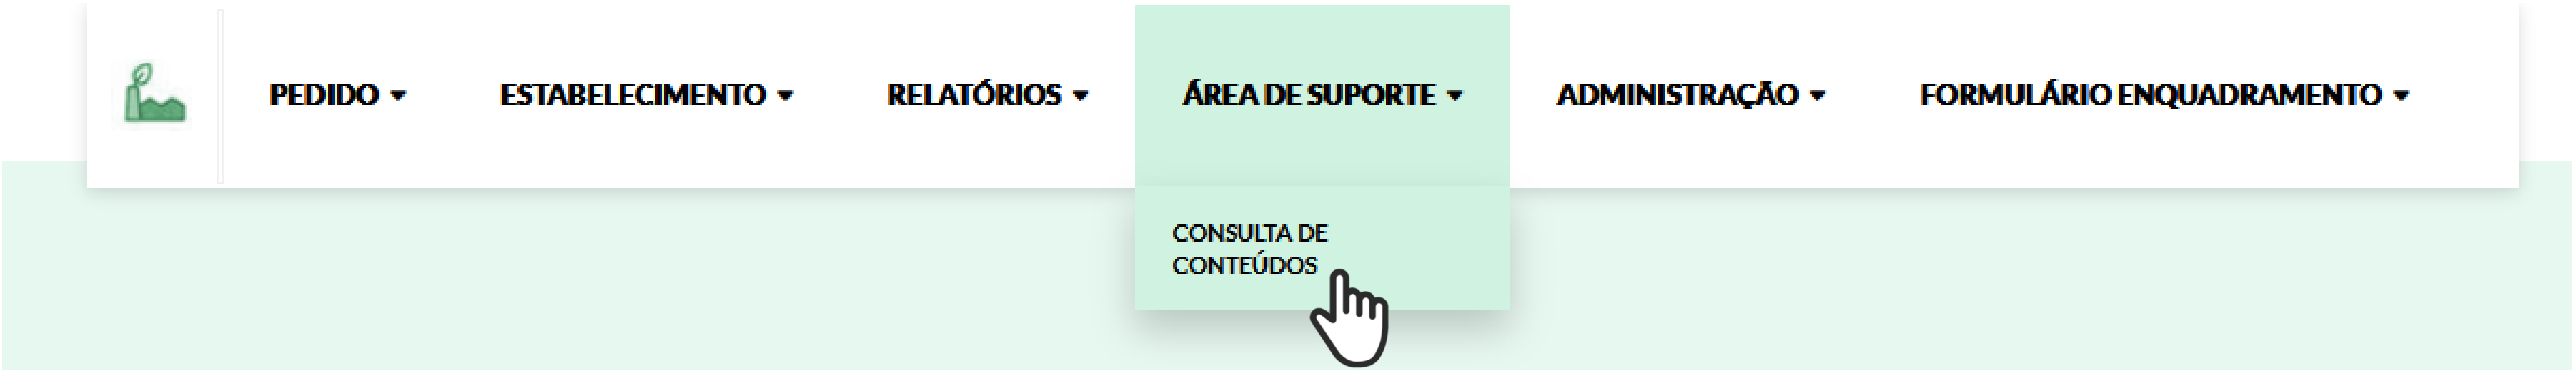 PEDIDO
ESTABELECIMENTO
RELATÓRIOS
ÁREA DE SUPORTE
ADMINISTRAÇÃO
FORMULÁRIO ENQUADRAMENTO
CONSULTA DE
CONTEÚDOS